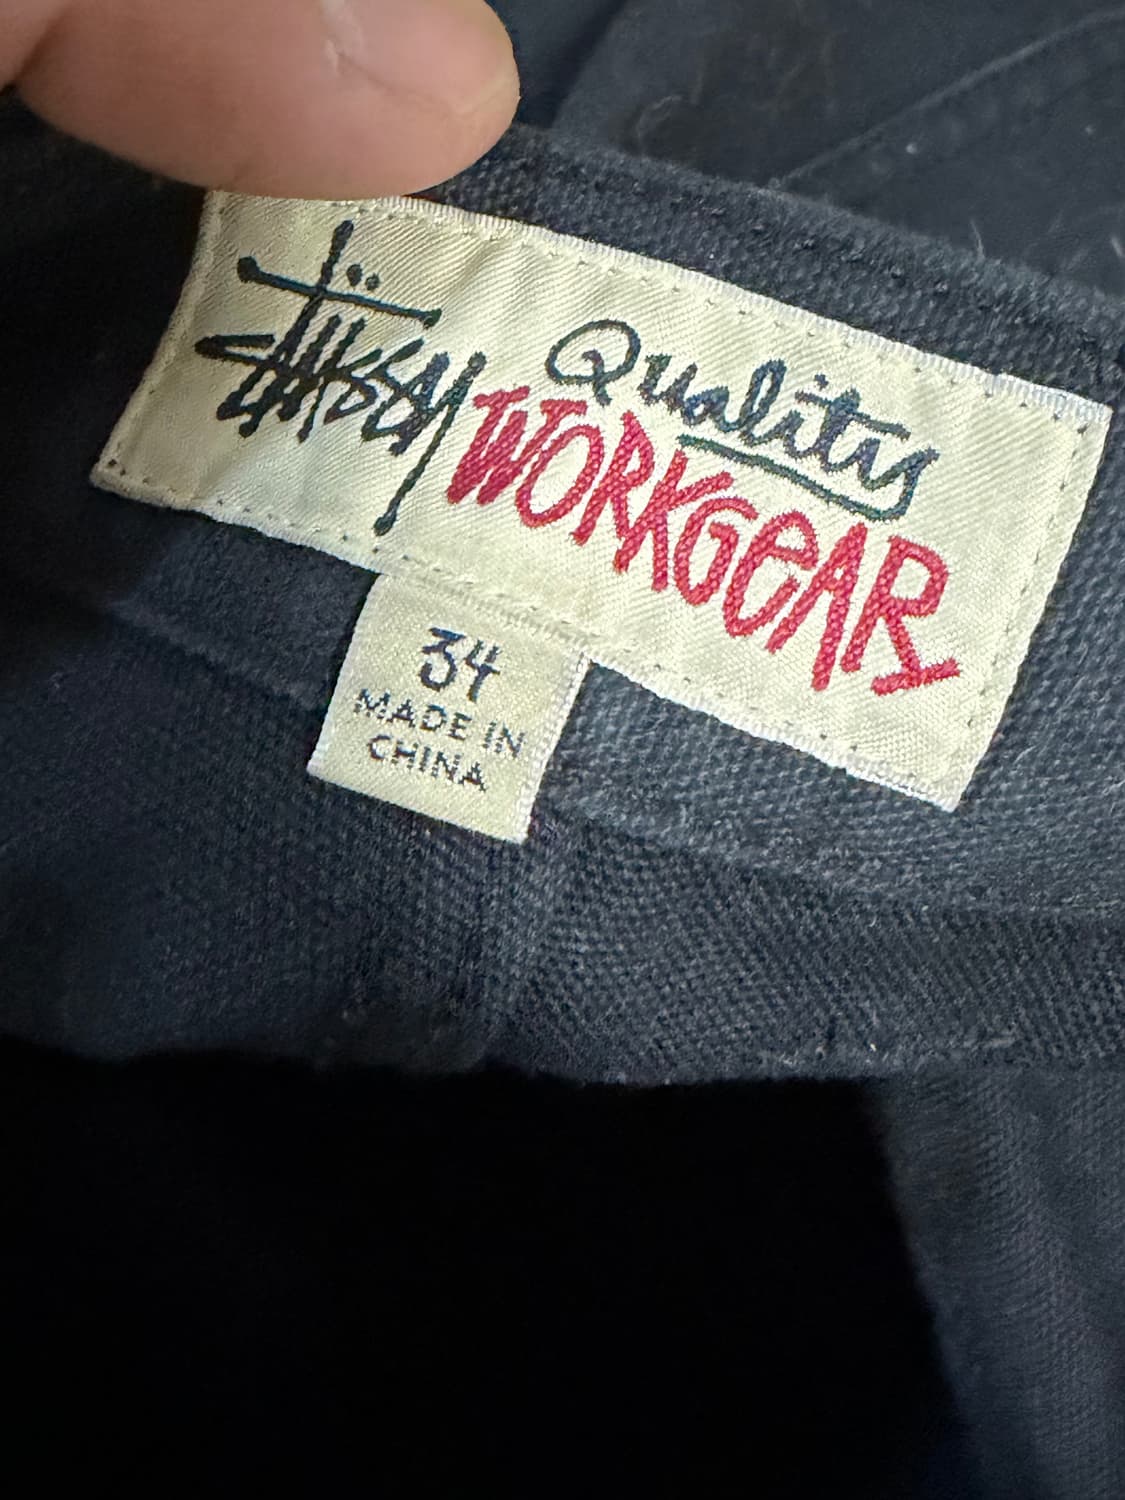 Stüssy
Quality
WORKGEAR
34
MADE IN
CHINA